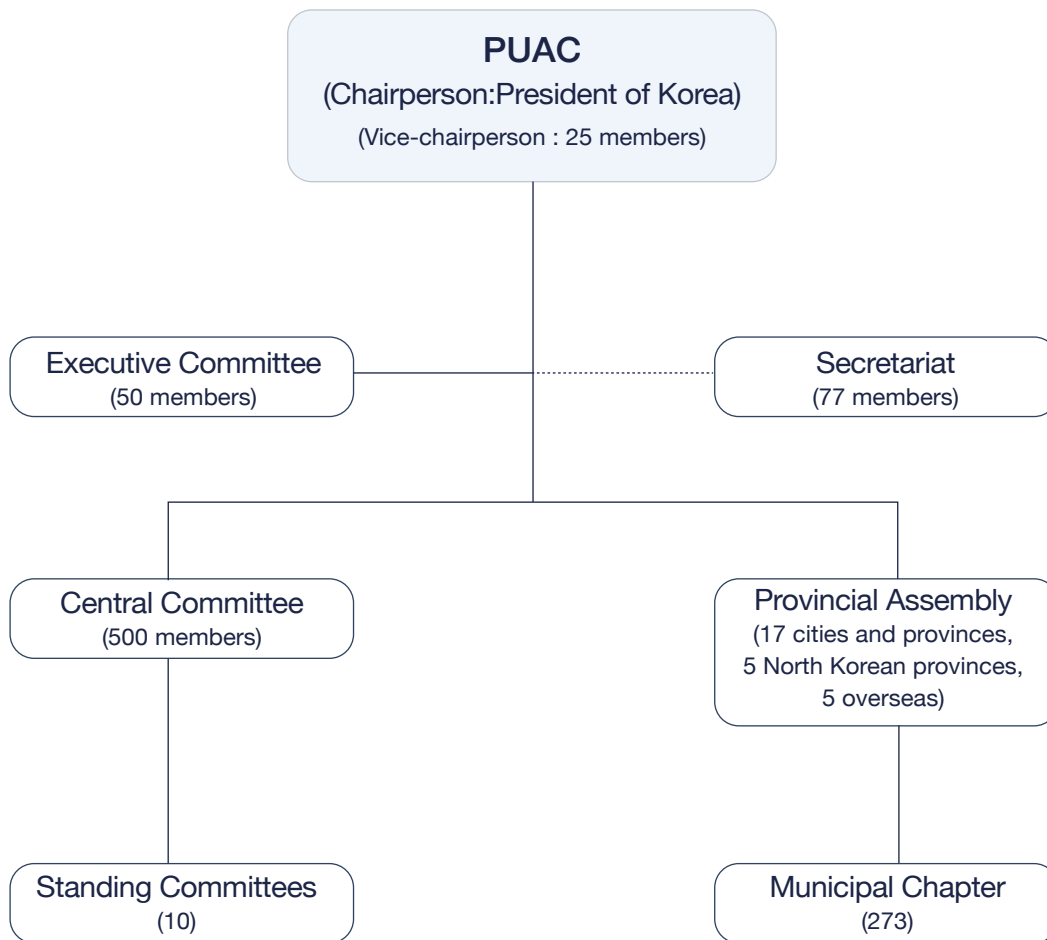 PUAC
(Chairperson:President of Korea)
(Vice-chairperson : 25 members)
Executive Committee
(50 members)
Secretariat
(77 members)
Central Committee
(500 members)
Provincial Assembly
(17 cities and provinces,
5 North Korean provinces,
5 overseas)
Standing Committees
(10)
Municipal Chapter
(273)